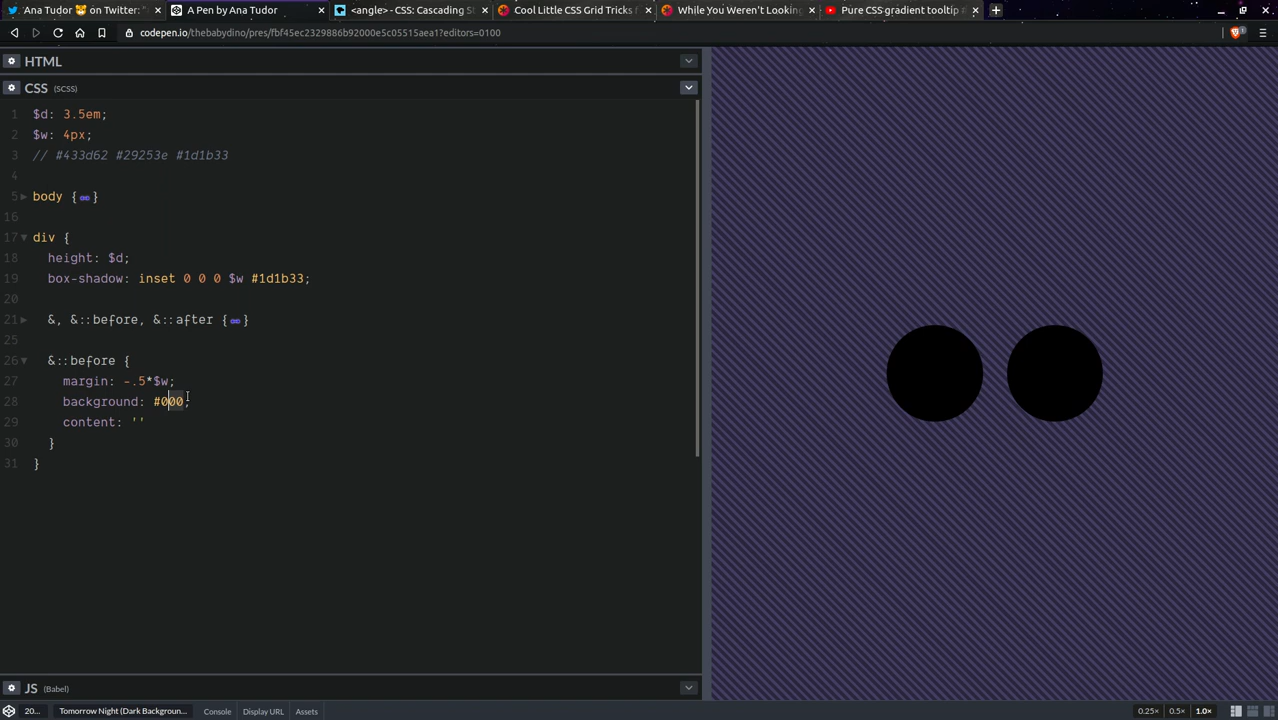 Ana Tudor 🐯 on Twitter: "
A Pen by Ana Tudor
<angle> - CSS: Cascading S
Cool Little CSS Grid Tricks f
While You Weren't Looking
Pure CSS gradient tooltip
codepen.io/thebabydino/pres/fbf45ec2329886b92000e5c05515aea1?editors=0100
1
HTML
CSS (SCSS)
1 $d: 3.5em;
2 $w: 4px;
3 // #433d62 #29253e #1d1b33
4
5 body {↔}
16
17 div {
18 height: $d;
19 box-shadow: inset 0 0 0 $w #1d1b33;
20
21 &, &::before, &::after {↔}
25
26 &::before {
27 margin: -.5*$w;
28 background: #000;
29 content: ''
30 }
31 }
JS (Babel)
20...
Tomorrow Night (Dark Backgroun...
Console
Display URL
Assets
0.25×
0.5×
1.0×